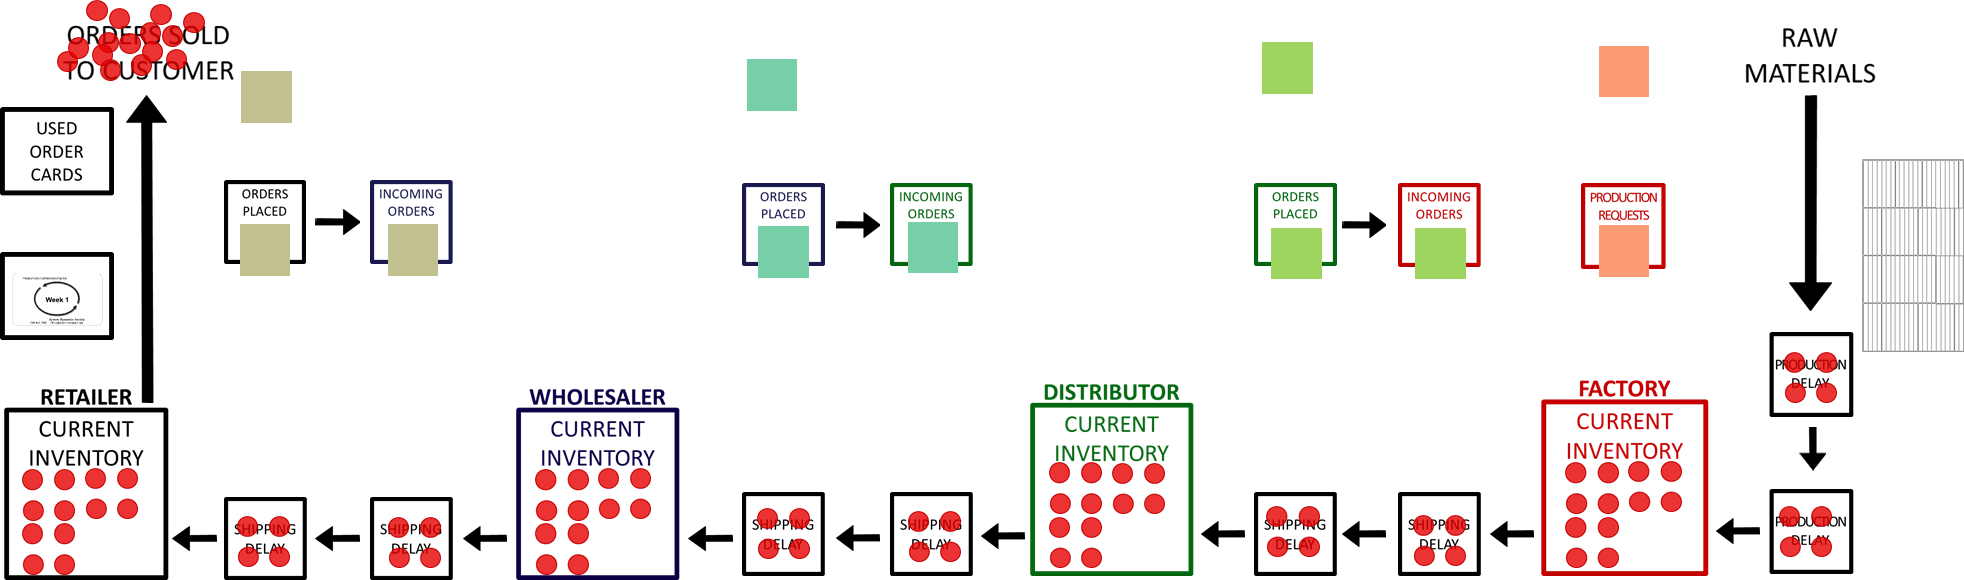 ORDERS SOLD
TO CUSTOMER
RAW
MATERIALS
USED
ORDER
CARDS
ORDERS
PLACED
INCOMING
ORDERS
ORDERS
PLACED
INCOMING
ORDERS
ORDERS
PLACED
INCOMING
ORDERS
PRODUCTION
REQUESTS
Week 1
PRODUCTION
DELAY
RETAILER
CURRENT
INVENTORY
WHOLESALER
CURRENT
INVENTORY
DISTRIBUTOR
CURRENT
INVENTORY
FACTORY
CURRENT
INVENTORY
SHIPPING
DELAY
SHIPPING
DELAY
SHIPPING
DELAY
SHIPPING
DELAY
SHIPPING
DELAY
SHIPPING
DELAY
PRODUCTION
DELAY